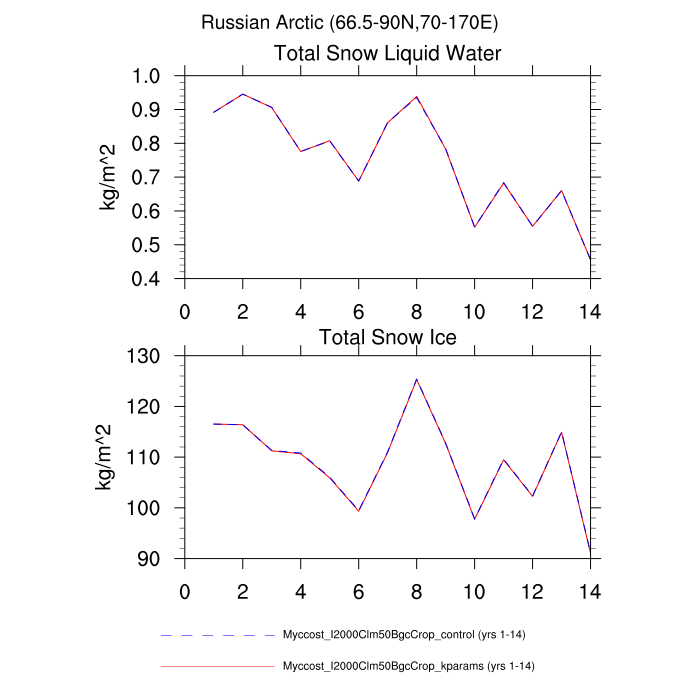 Russian Arctic (66.5-90N,70-170E)
Total Snow Liquid Water
1.0
0.9
0.8
0.7
0.6
0.5
0.4
kg/m^2
0 2 4 6 8 10 12 14
Total Snow Ice
130
120
110
100
90
kg/m^2
0 2 4 6 8 10 12 14
Myccost_I2000Clm50BgcCrop_control (yrs 1-14)
Myccost_I2000Clm50BgcCrop_kparams (yrs 1-14)